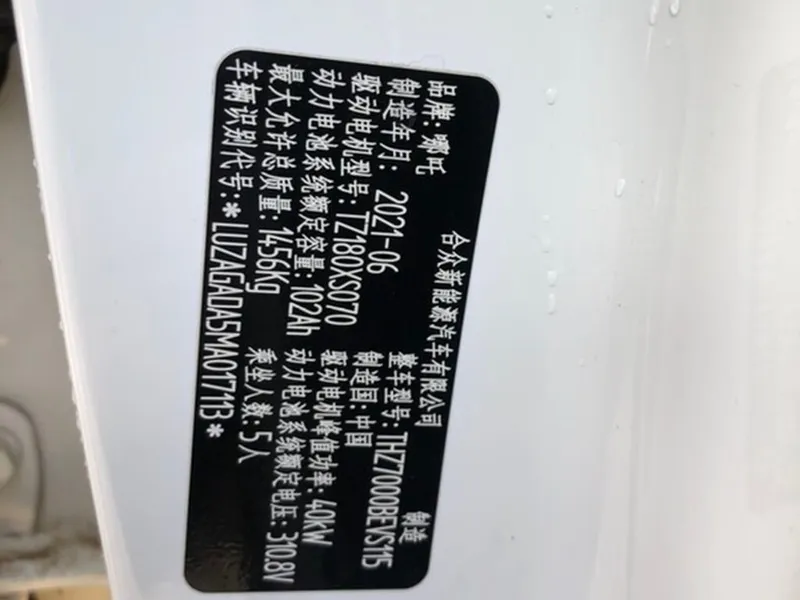 合众新能源汽车有限公司 制造
品牌：哪吒 整车型号：THZ7000BEVS115
制造年月：2021-06 制造国：中国
驱动电机型号：TZ180XS070 驱动电机峰值功率：40KW
动力电池系统额定容量：102Ah 动力电池系统额定电压：310.8V
最大允许总质量：1456Kg 乘坐人数：5人
车辆识别代号：*LUZAGADA5MA017113*